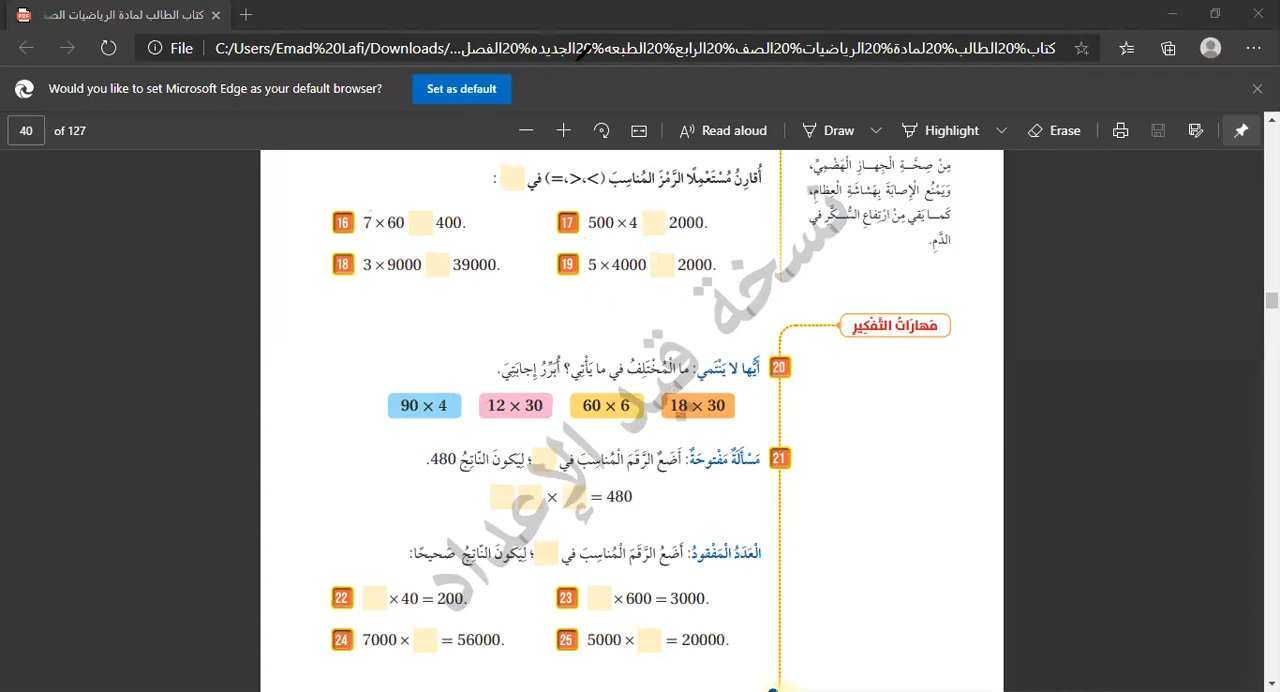 كتاب الطالب لمادة الرياضيات الصف
File
C:/Users/Emad%20Lafi/Downloads/كتاب%20الطالب%20لمادة%20الرياضيات%20الصف%20الرابع%20الطبعه%20الجديده%20الفصل...
Would you like to set Microsoft Edge as your default browser?
Set as default
40 of 127
Read aloud
Draw
Highlight
Erase
مِنْ صِحَّةِ الْجِهازِ الْهَضْمِيِّ،
وَيَمْنُع الْإِصابَةَ بِهَشاشَةِ الْعِظامِ،
كَمـا يَقي مِنْ ارْتِفاعِ السُّكَّرِ في
الدَّمِ.
أُقارِنُ مُسْتَعْمِلًا الرَّمْزَ المُناسِبَ (<،>،=) في :
16 7 × 60 400.
17 500 × 4 2000.
18 3 × 9000 39000.
19 5 × 4000 2000.
مَهاراتُ التَّفْكيرِ
20 أَيُّها لا يَنْتَمي: ما الْمُخْتَلِفُ في ما يَأْتي؟ أُبَرِّرُ إِجابَتِيَ.
90 × 4 12 × 30 60 × 6 18 × 30
21 مَسْأَلَةٌ مَفْتوحَةٌ: أَضَعُ الرَّقَمَ الْمُناسِبَ في ؛ لِيَكونَ النّاتِجُ 480.
× = 480
الْعَدَدُ الْمَفْقودُ: أَضَعُ الرَّقَمَ الْمُناسِبَ في ؛ لِيَكونَ النّاتِجُ صَحيحًا:
22 × 40 = 200.
23 × 600 = 3000.
24 7000 × = 56000.
25 5000 × = 20000.
نسخة قيد الإعداد